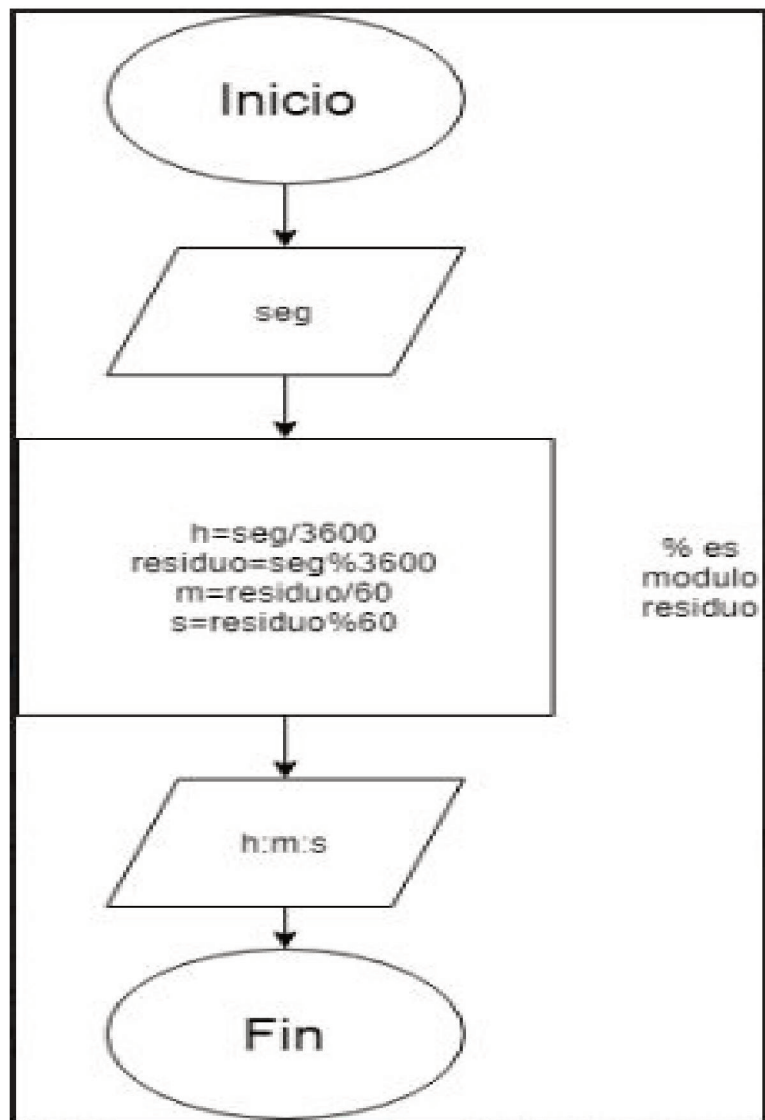 Inicio
seg
h=seg/3600
residuo=seg%3600
m=residuo/60
s=residuo%60
% es
modulo
residuo
h:m:s
Fin